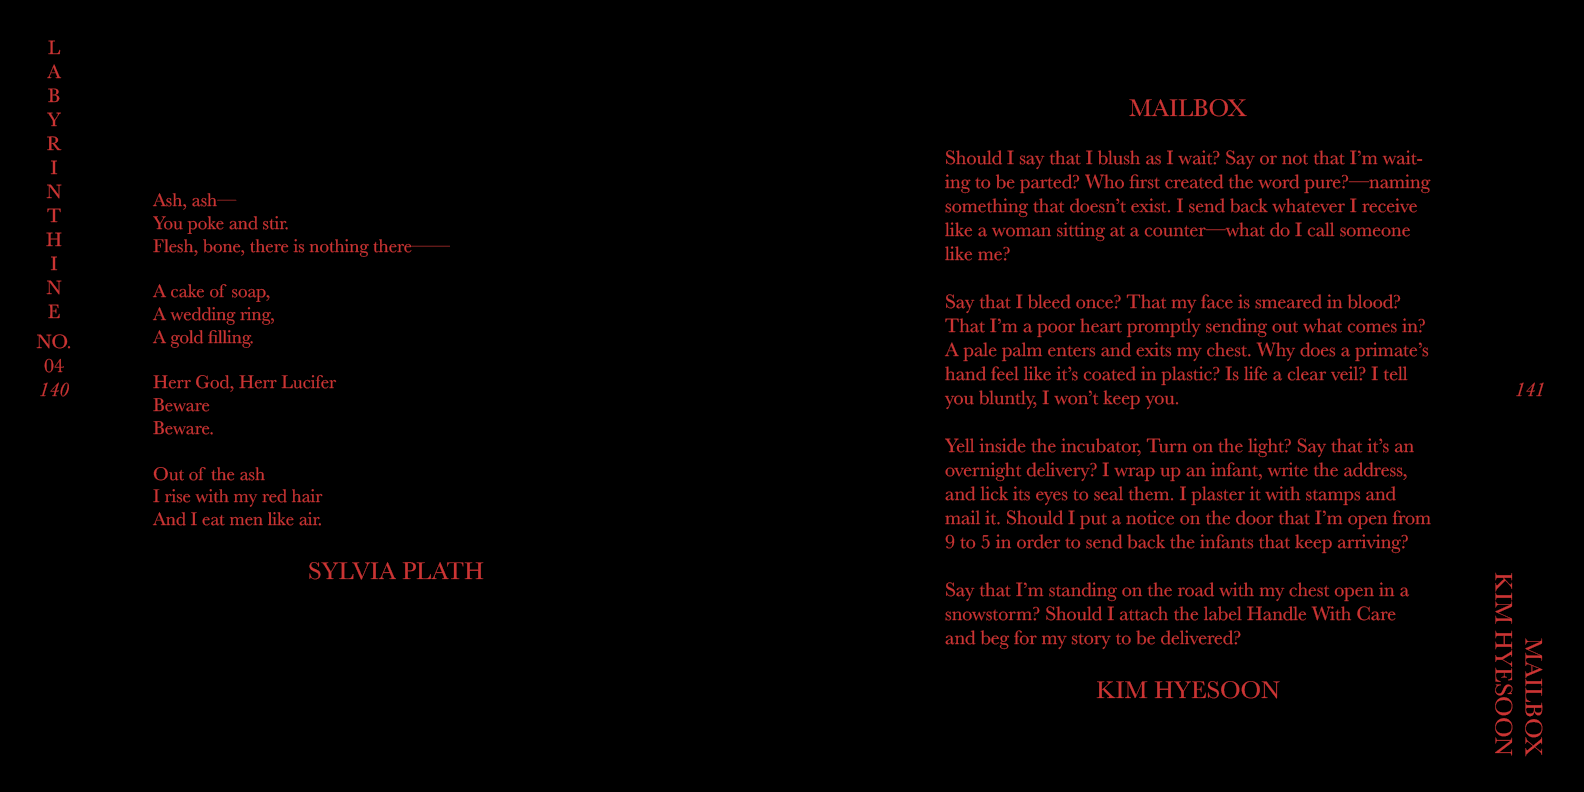 LABYRINTHINE
NO.
04
140
Ash, ash—
You poke and stir.
Flesh, bone, there is nothing there——
A cake of soap,
A wedding ring,
A gold filling.
Herr God, Herr Lucifer
Beware
Beware.
Out of the ash
I rise with my red hair
And I eat men like air.
SYLVIA PLATH
MAILBOX
Should I say that I blush as I wait? Say or not that I’m wait-
ing to be parted? Who first created the word pure?—naming
something that doesn’t exist. I send back whatever I receive
like a woman sitting at a counter—what do I call someone
like me?
Say that I bleed once? That my face is smeared in blood?
That I’m a poor heart promptly sending out what comes in?
A pale palm enters and exits my chest. Why does a primate’s
hand feel like it’s coated in plastic? Is life a clear veil? I tell
you bluntly, I won’t keep you.
Yell inside the incubator, Turn on the light? Say that it’s an
overnight delivery? I wrap up an infant, write the address,
and lick its eyes to seal them. I plaster it with stamps and
mail it. Should I put a notice on the door that I’m open from
9 to 5 in order to send back the infants that keep arriving?
Say that I’m standing on the road with my chest open in a
snowstorm? Should I attach the label Handle With Care
and beg for my story to be delivered?
KIM HYESOON
141
MAILBOX
KIM HYESOON